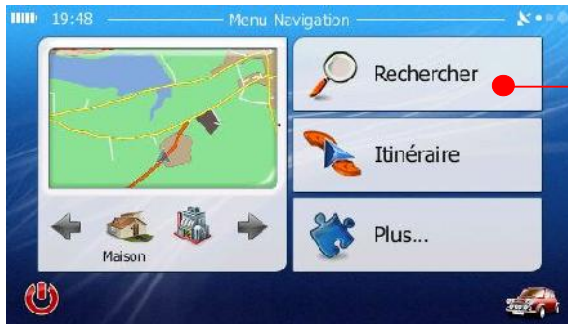 19:48
Menu Navigation
Rechercher
Itinéraire
Plus...
Maison